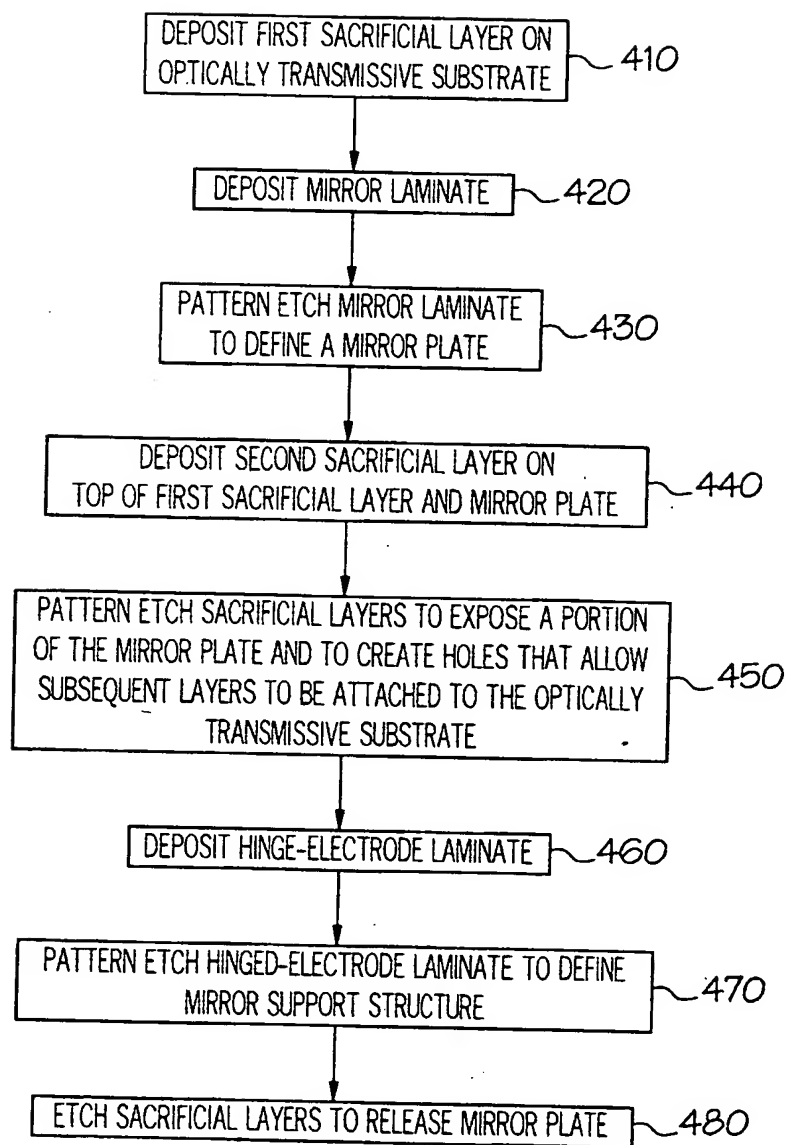 DEPOSIT FIRST SACRIFICIAL LAYER ON
OPTICALLY TRANSMISSIVE SUBSTRATE
410
DEPOSIT MIRROR LAMINATE
420
PATTERN ETCH MIRROR LAMINATE
TO DEFINE A MIRROR PLATE
430
DEPOSIT SECOND SACRIFICIAL LAYER ON
TOP OF FIRST SACRIFICIAL LAYER AND MIRROR PLATE
440
PATTERN ETCH SACRIFICIAL LAYERS TO EXPOSE A PORTION
OF THE MIRROR PLATE AND TO CREATE HOLES THAT ALLOW
SUBSEQUENT LAYERS TO BE ATTACHED TO THE OPTICALLY
TRANSMISSIVE SUBSTRATE
450
DEPOSIT HINGE-ELECTRODE LAMINATE
460
PATTERN ETCH HINGED-ELECTRODE LAMINATE TO DEFINE
MIRROR SUPPORT STRUCTURE
470
ETCH SACRIFICIAL LAYERS TO RELEASE MIRROR PLATE
480